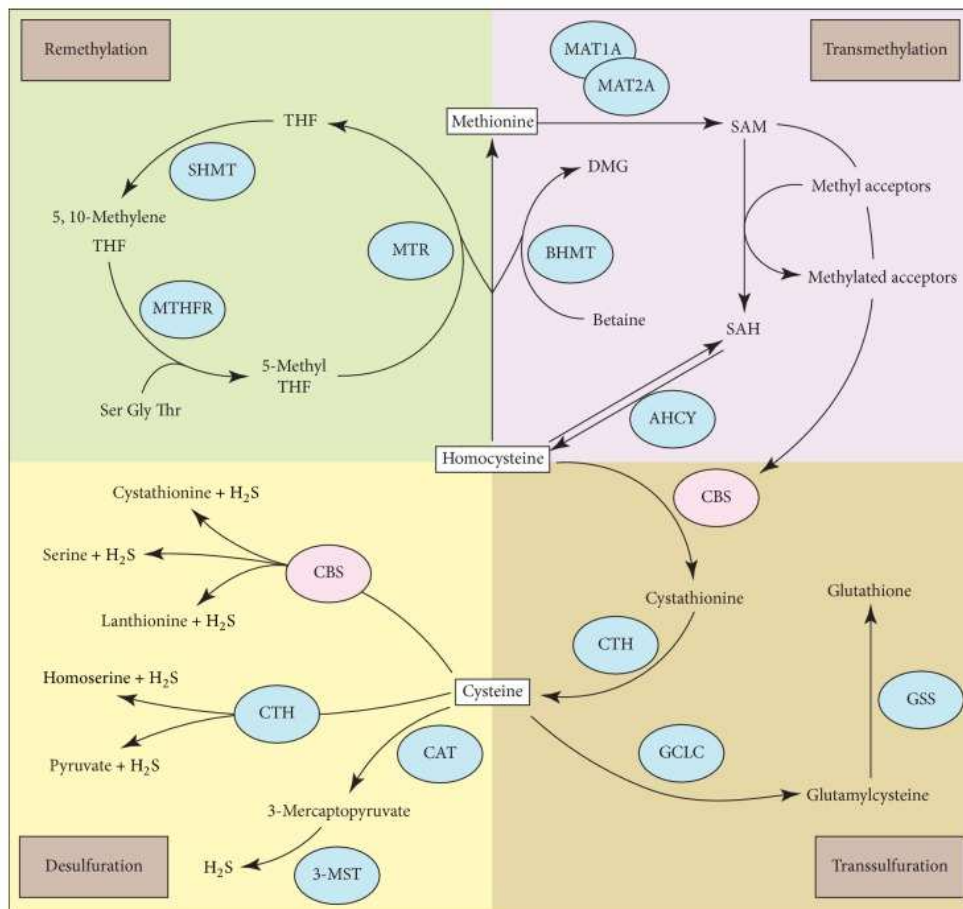 Remethylation
Transmethylation
MAT1A
MAT2A
THF
Methionine
SAM
SHMT
DMG
Methyl acceptors
5, 10-Methylene
THF
MTR
BHMT
Methylated acceptors
MTHFR
Betaine
SAH
5-Methyl
THF
Ser Gly Thr
AHCY
Homocysteine
CBS
Cystathionine + H₂S
Serine + H₂S
CBS
Lanthionine + H₂S
Cystathionine
Glutathione
CTH
Homoserine + H₂S
Cysteine
CTH
GSS
Pyruvate + H₂S
CAT
GCLC
3-Mercaptopyruvate
Glutamylcysteine
H₂S
3-MST
Desulfuration
Transsulfuration